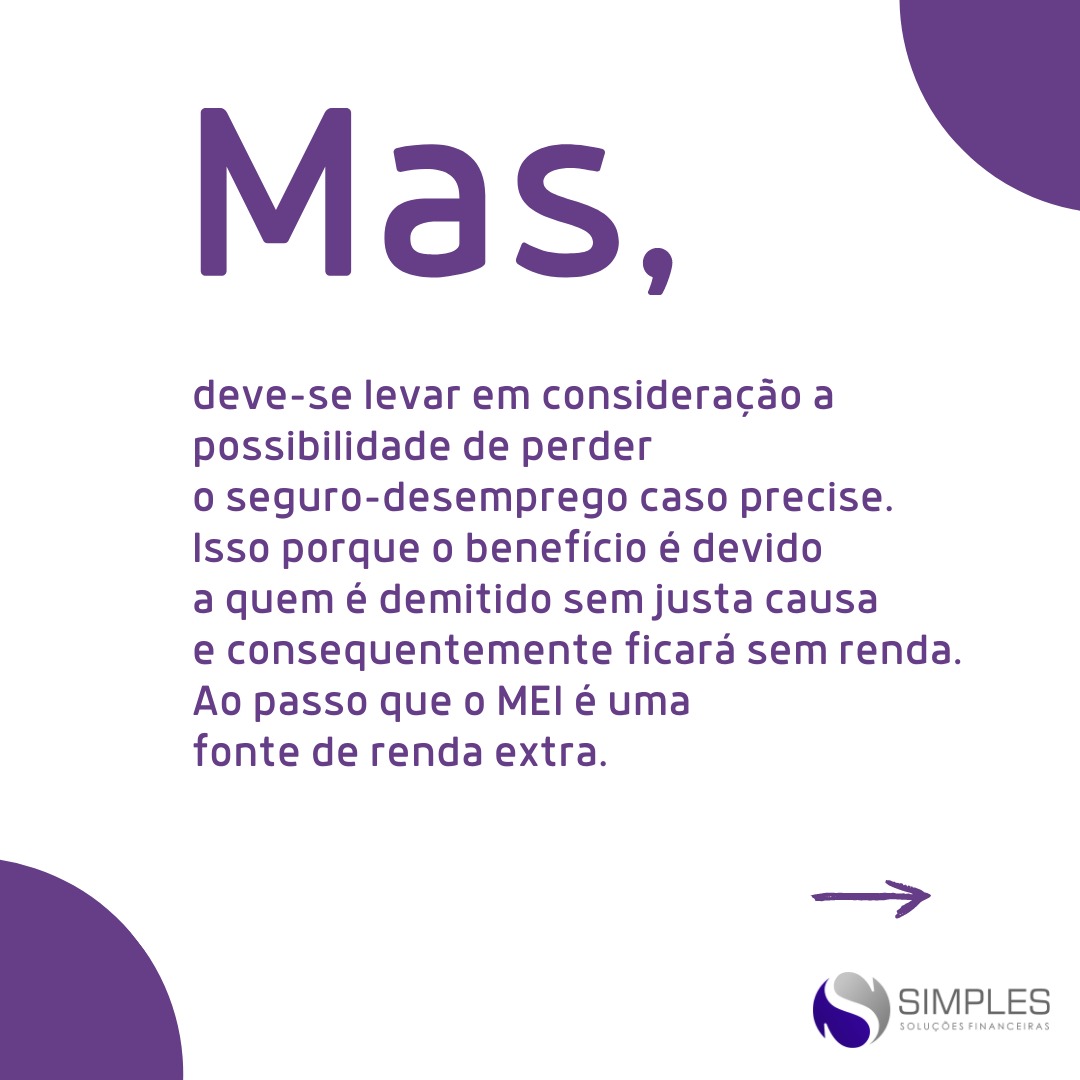 Mas,
deve-se levar em consideração a
possibilidade de perder
o seguro-desemprego caso precise.
Isso porque o benefício é devido
a quem é demitido sem justa causa
e consequentemente ficará sem renda.
Ao passo que o MEI é uma
fonte de renda extra.
SIMPLES
SOLUÇÕES FINANCEIRAS